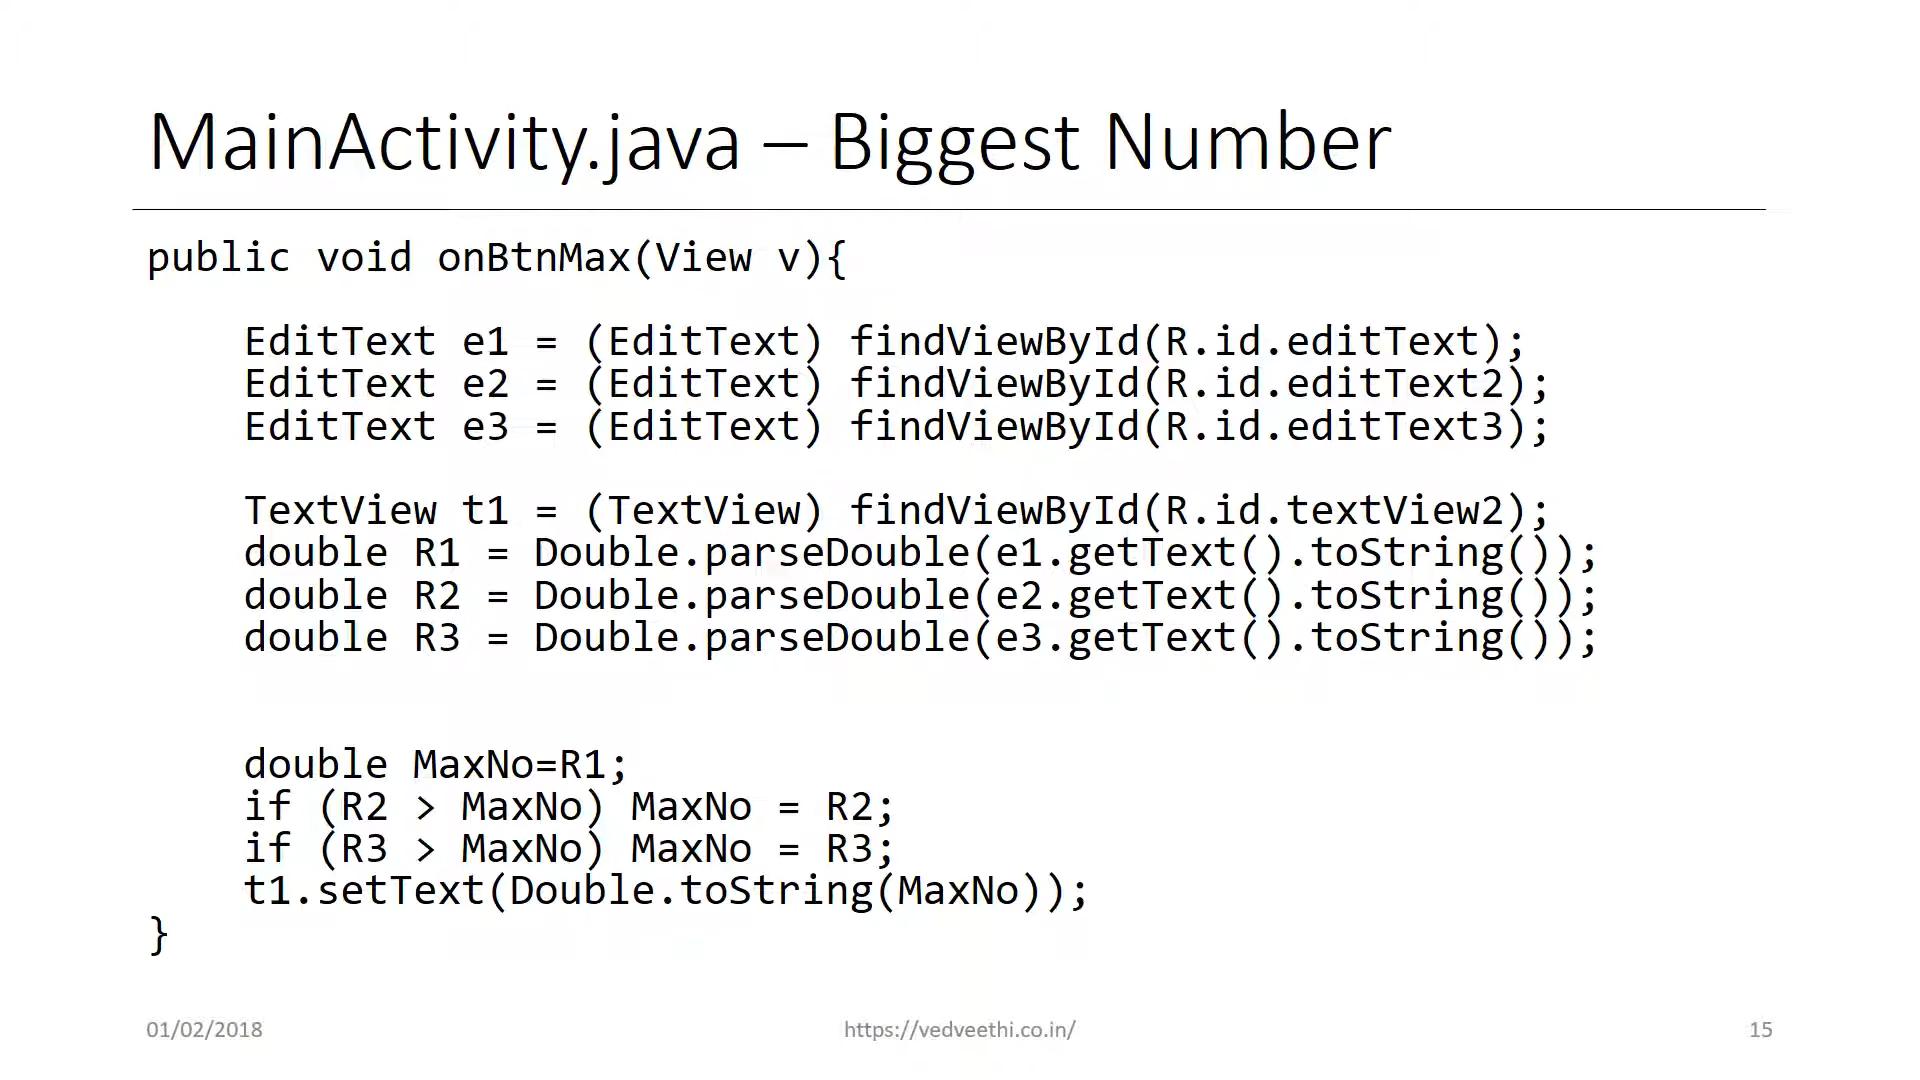 MainActivity.java – Biggest Number
public void onBtnMax(View v){
EditText e1 = (EditText) findViewById(R.id.editText);
EditText e2 = (EditText) findViewById(R.id.editText2);
EditText e3 = (EditText) findViewById(R.id.editText3);
TextView t1 = (TextView) findViewById(R.id.textView2);
double R1 = Double.parseDouble(e1.getText().toString());
double R2 = Double.parseDouble(e2.getText().toString());
double R3 = Double.parseDouble(e3.getText().toString());
double MaxNo=R1;
if (R2 > MaxNo) MaxNo = R2;
if (R3 > MaxNo) MaxNo = R3;
t1.setText(Double.toString(MaxNo));
}
01/02/2018
https://vedveethi.co.in/
15